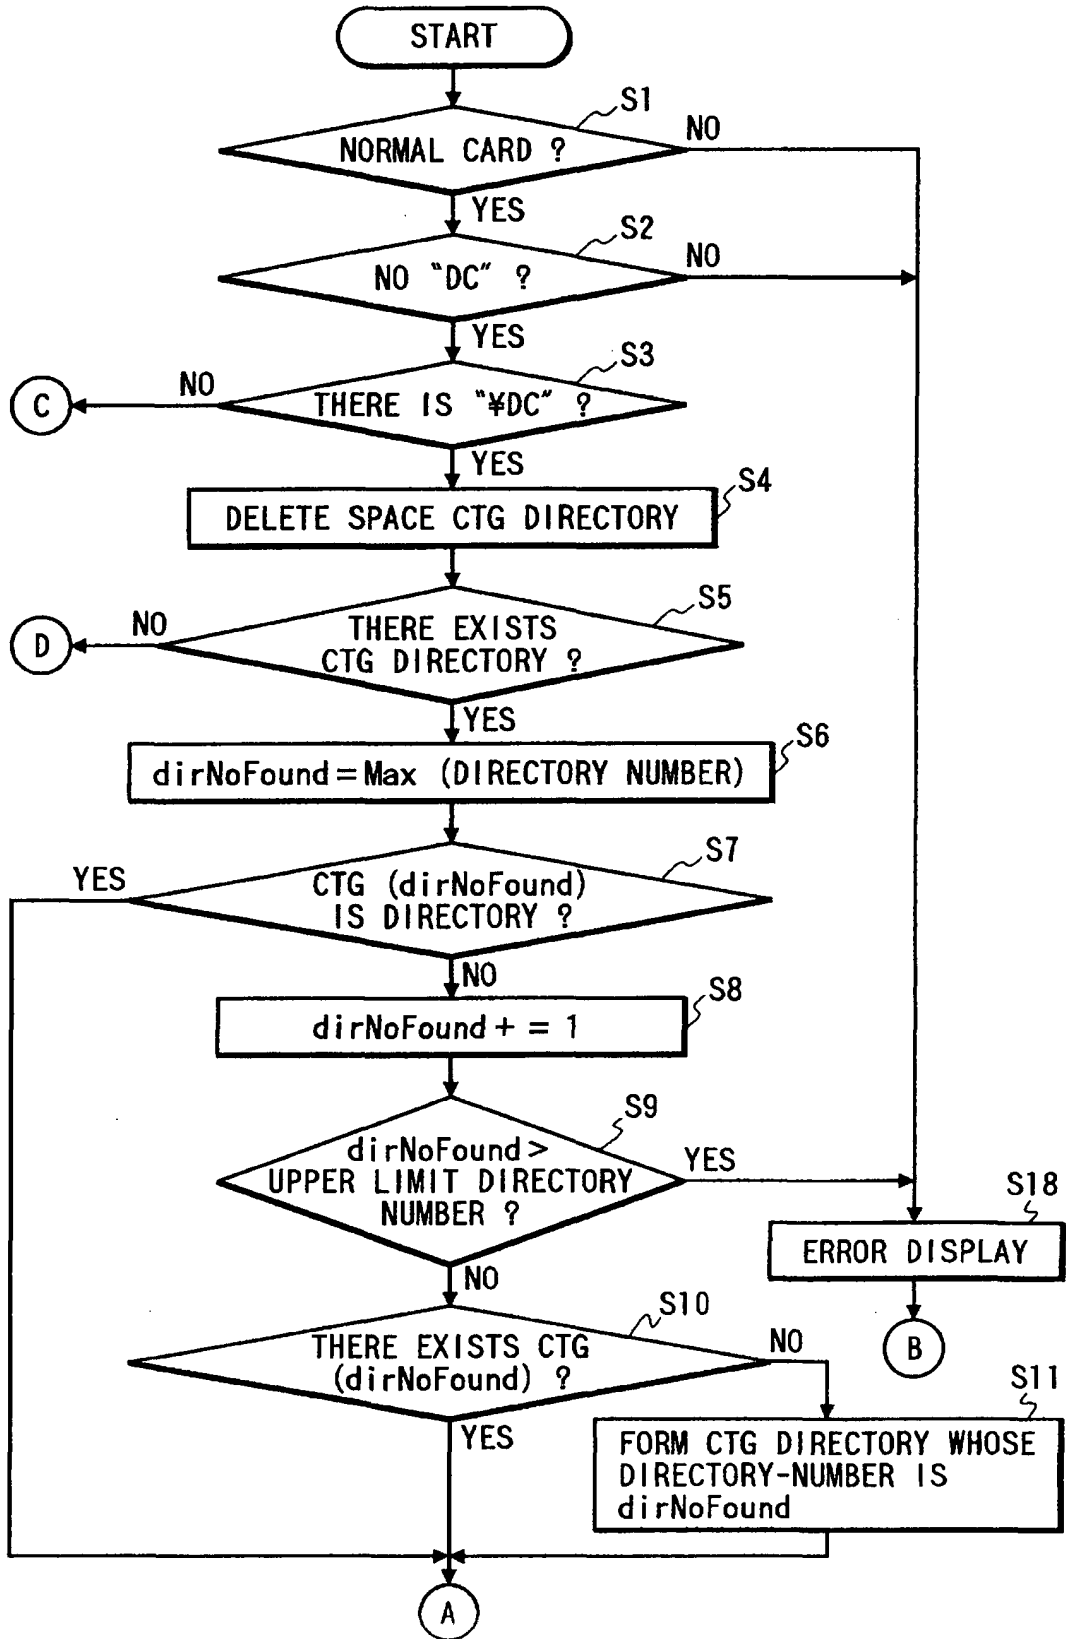 START
S1
NORMAL CARD ?
NO
YES
S2
NO "DC" ?
NO
YES
S3
THERE IS "¥DC" ?
NO
C
YES
S4
DELETE SPACE CTG DIRECTORY
S5
THERE EXISTS
CTG DIRECTORY ?
NO
D
YES
S6
dirNoFound = Max (DIRECTORY NUMBER)
S7
CTG (dirNoFound)
IS DIRECTORY ?
YES
NO
S8
dirNoFound + = 1
S9
dirNoFound >
UPPER LIMIT DIRECTORY
NUMBER ?
YES
NO
S18
ERROR DISPLAY
B
S10
THERE EXISTS CTG
(dirNoFound) ?
NO
YES
S11
FORM CTG DIRECTORY WHOSE
DIRECTORY-NUMBER IS
dirNoFound
A